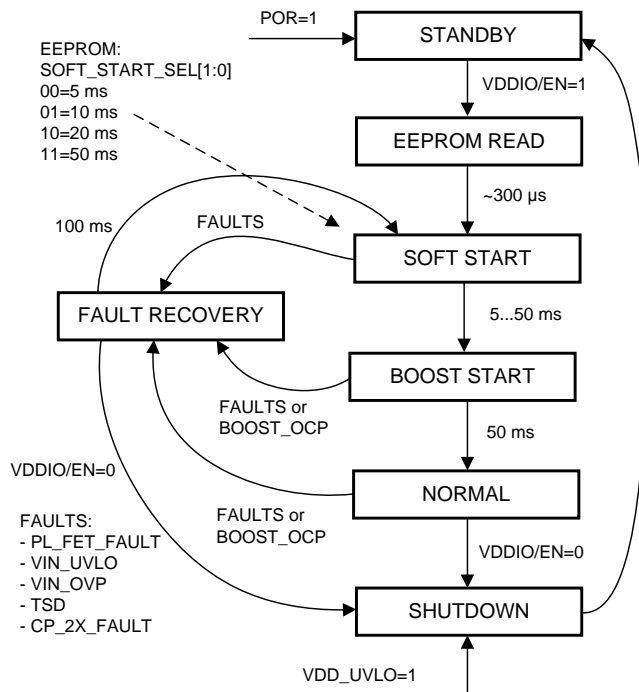 POR=1
STANDBY
EEPROM:
SOFT_START_SEL[1:0]
00=5 ms
01=10 ms
10=20 ms
11=50 ms
VDDIO/EN=1
EEPROM READ
~300 µs
100 ms
FAULTS
SOFT START
FAULT RECOVERY
5...50 ms
BOOST START
FAULTS or
BOOST_OCP
50 ms
VDDIO/EN=0
NORMAL
FAULTS or
BOOST_OCP
FAULTS:
- PL_FET_FAULT
- VIN_UVLO
- VIN_OVP
- TSD
- CP_2X_FAULT
VDDIO/EN=0
SHUTDOWN
VDD_UVLO=1